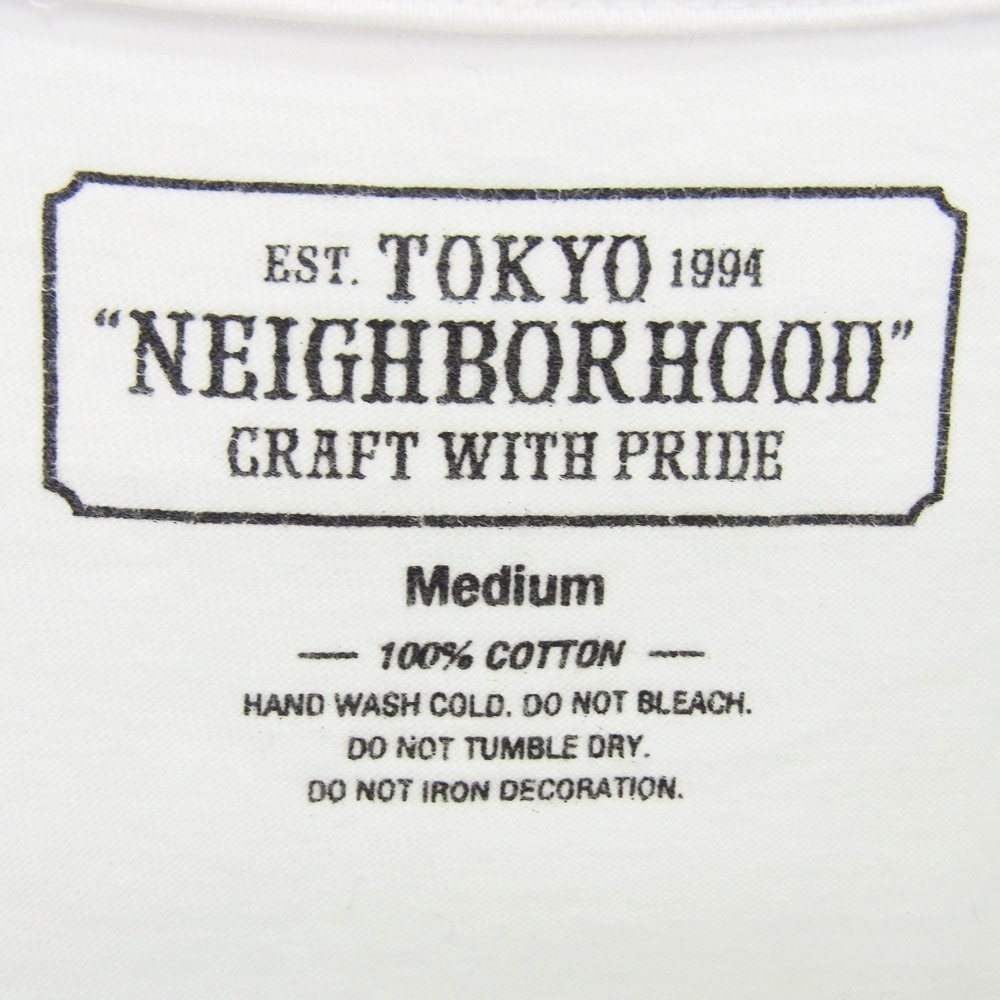 EST. TOKYO 1994
“NEIGHBORHOOD”
CRAFT WITH PRIDE
Medium
— 100% COTTON —
HAND WASH COLD. DO NOT BLEACH.
DO NOT TUMBLE DRY.
DO NOT IRON DECORATION.